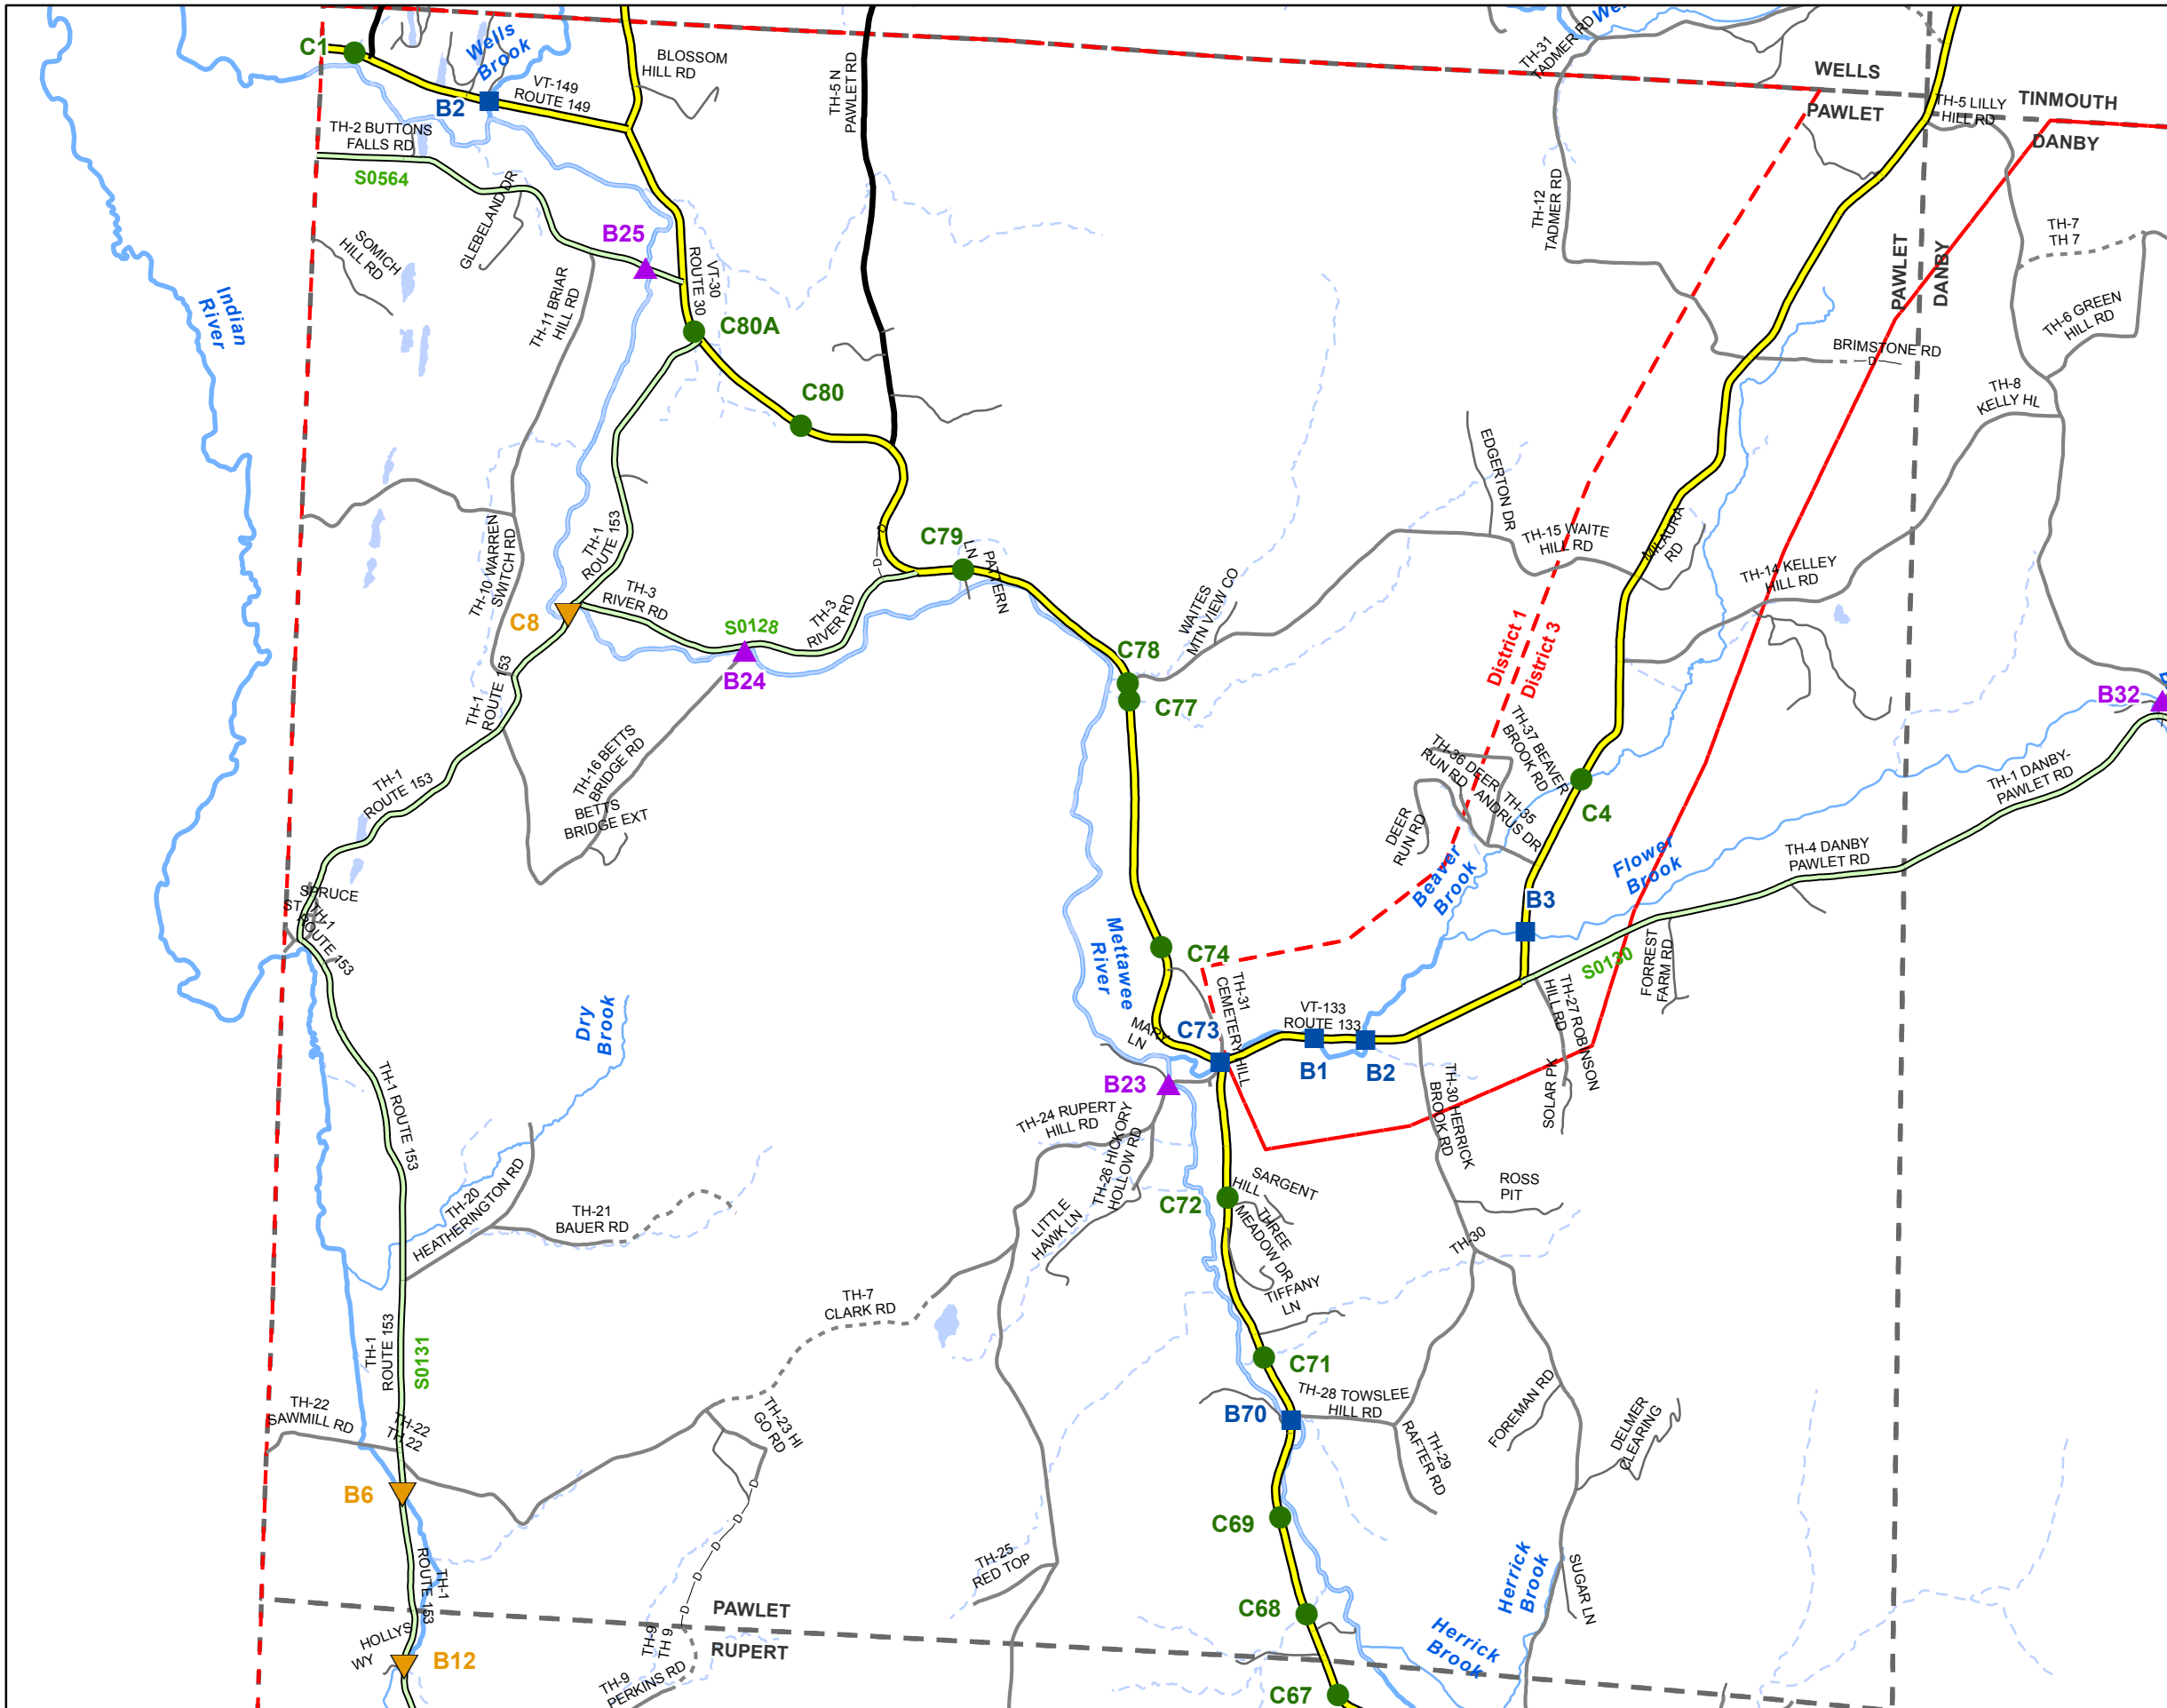 C1
Wells
Brook
BLOSSOM
HILL RD
B2
VT-149
ROUTE 149
TH-5 N
PAWLET RD
TH-31
TADMER RD
WELLS
PAWLET
TH-5 LILLY
HILL RD
TINMOUTH
DANBY
TH-2 BUTTONS
FALLS RD
S0564
GLEBELAND DR
B25
SOMICH
HILL RD
TH-11 BRIAR
HILL RD
VT-30
ROUTE 30
C80A
TH-12
TADMER RD
PAWLET
DANBY
TH-7
TH 7
TH-6 GREEN
HILL RD
Indian
River
BRIMSTONE RD
D
C80
TH-8
KELLY HL
EDGERTON DR
TH-10 WARREN
SWITCH RD
TH-1
ROUTE 153
D
D
C79
LN
PATTERN
TH-15 WAITE
HILL RD
MILAURA
RD
TH-14 KELLEY
HILL RD
C8
TH-3
RIVER RD
S0128
TH-3
RIVER RD
WAITES
MTN VIEW CO
B24
C78
C77
District 1
District 3
B32
TH-1
ROUTE 153
TH-16 BETTS
BRIDGE RD
BETTS
BRIDGE EXT
TH-37 BEAVER
BROOK RD
TH-36 DEER
RUN RD
TH-35
ANDRUS DR
DEER
RUN RD
C4
TH-1 DANBY-
PAWLET RD
TH-1
ROUTE 153
Beaver
Brook
Flower
Brook
TH-4 DANBY
PAWLET RD
SPRUCE
ST
TH-1
ROUTE 153
B3
Mettawee
River
C74
S0130
FORREST
FARM RD
TH-31
CEMETERY HILL
TH-27 ROBINSON
HILL RD
Dry
Brook
MARY
LN
C73
VT-133
ROUTE 133
B1
B2
B23
SOLAR PK
TH-1 ROUTE 153
TH-24 RUPERT
HILL RD
TH-26 HICKORY
HOLLOW RD
TH-30 HERRICK
BROOK RD
TH-20
HEATHERINGTON RD
TH-21
BAUER RD
LITTLE
HAWK LN
C72
SARGENT
HILL
THREE
MEADOW DR
ROSS
PIT
TH-30
TIFFANY
LN
TH-7
CLARK RD
TH-1
ROUTE 153
S0131
C71
TH-22
SAWMILL RD
TH-22
TH 22
TH-23 HI
GO RD
B70
TH-28 TOWSLEE
HILL RD
TH-29
RAFTER RD
FOREMAN RD
DELMER
CLEARING
B6
D
D
D
D
D
C69
TH-1
ROUTE 153
TH-25
RED TOP
Herrick
Brook
SUGAR LN
PAWLET
RUPERT
C68
HOLLYS
WY
B12
TH-9
TH 9
TH-9
PERKINS RD
Herrick
Brook
C67